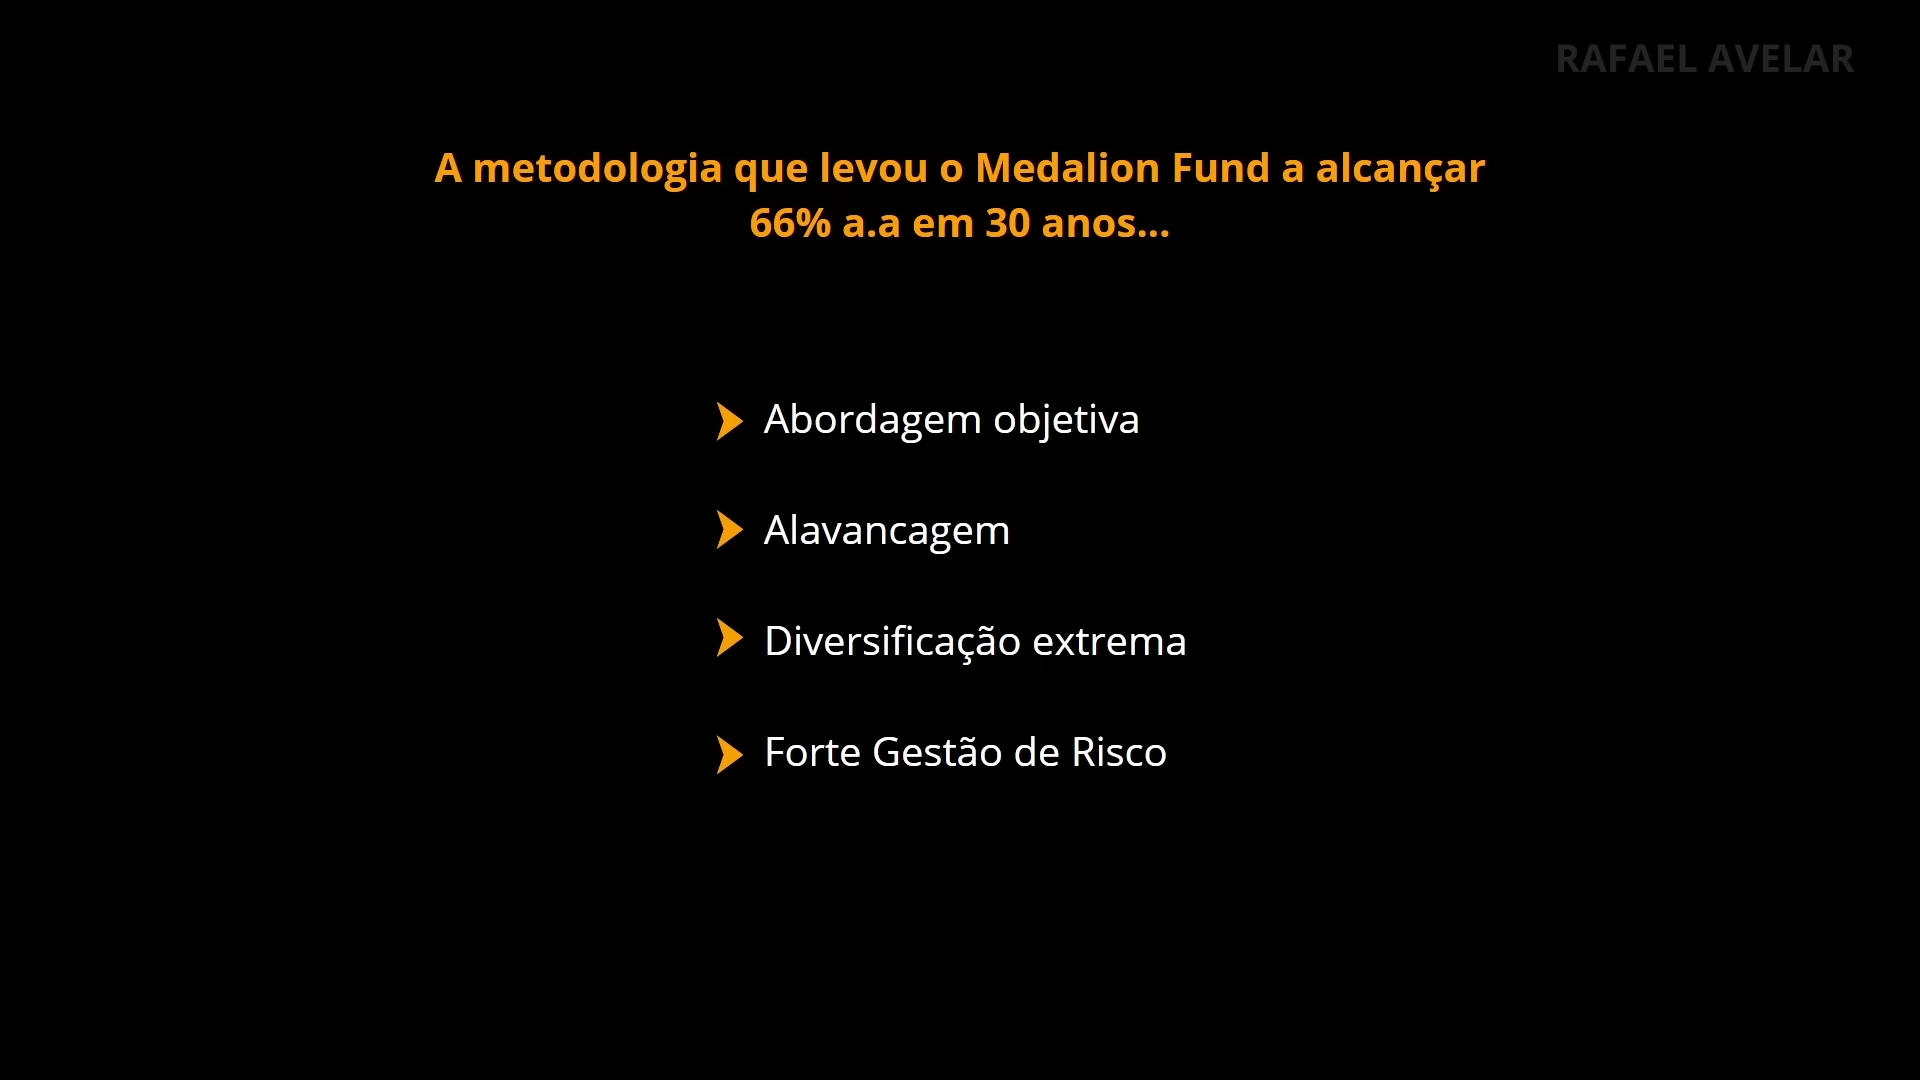 RAFAEL AVELAR
A metodologia que levou o Medalion Fund a alcançar
66% a.a em 30 anos...
Abordagem objetiva
Alavancagem
Diversificação extrema
Forte Gestão de Risco